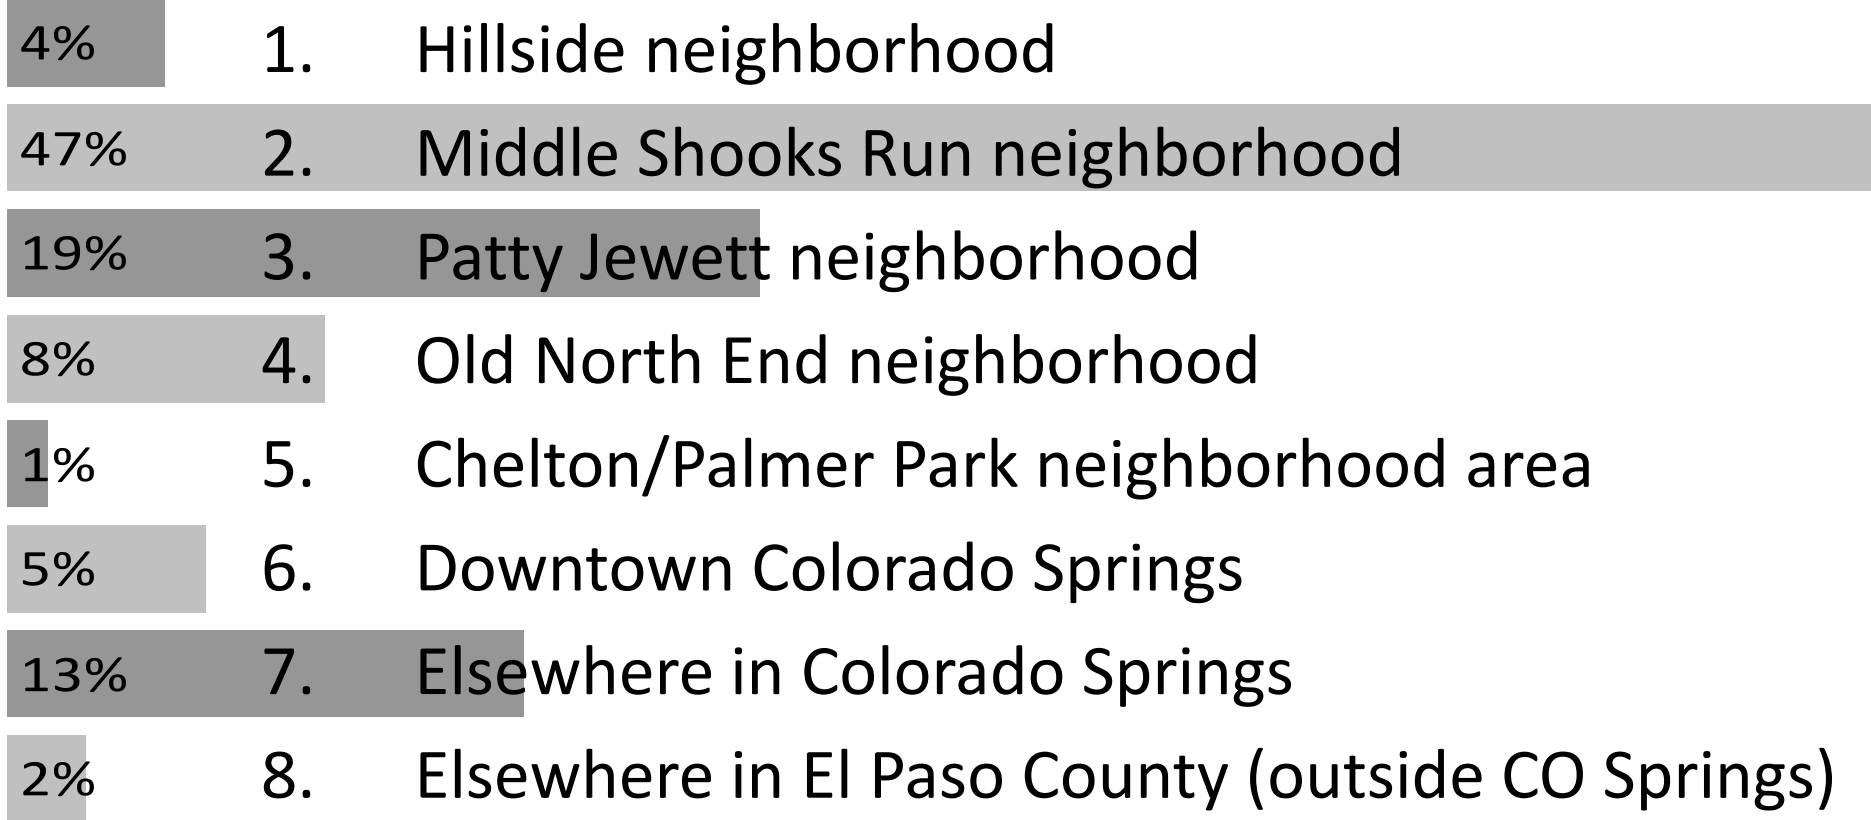 4% 1. Hillside neighborhood
47% 2. Middle Shooks Run neighborhood
19% 3. Patty Jewett neighborhood
8% 4. Old North End neighborhood
1% 5. Chelton/Palmer Park neighborhood area
5% 6. Downtown Colorado Springs
13% 7. Elsewhere in Colorado Springs
2% 8. Elsewhere in El Paso County (outside CO Springs)